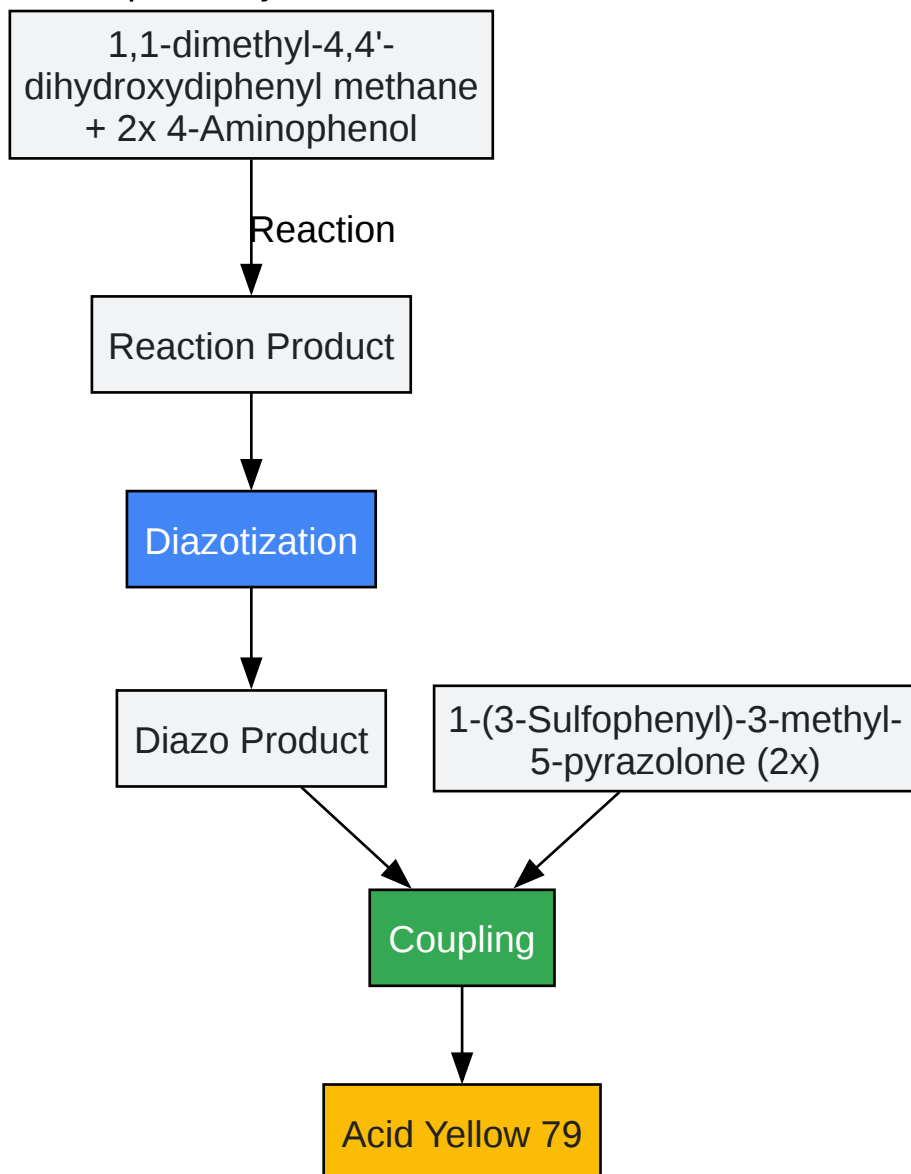 1,1-dimethyl-4,4'-
dihydroxydiphenyl methane
+ 2x 4-Aminophenol
Reaction
Reaction Product
Diazotization
Diazo Product
1-(3-Sulfophenyl)-3-methyl-
5-pyrazolone (2x)
Coupling
Acid Yellow 79